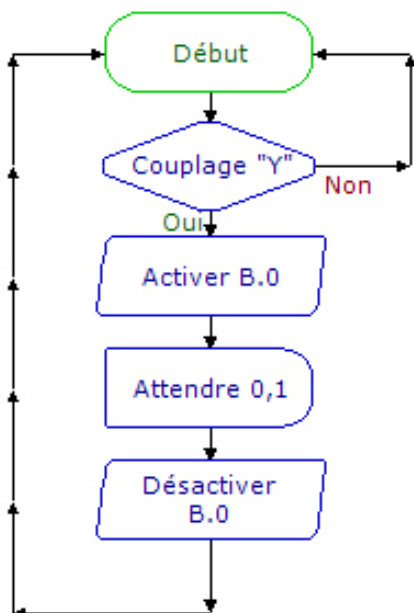 Début
Couplage "Y"
Non
Oui
Activer B.0
Attendre 0,1
Désactiver
B.0